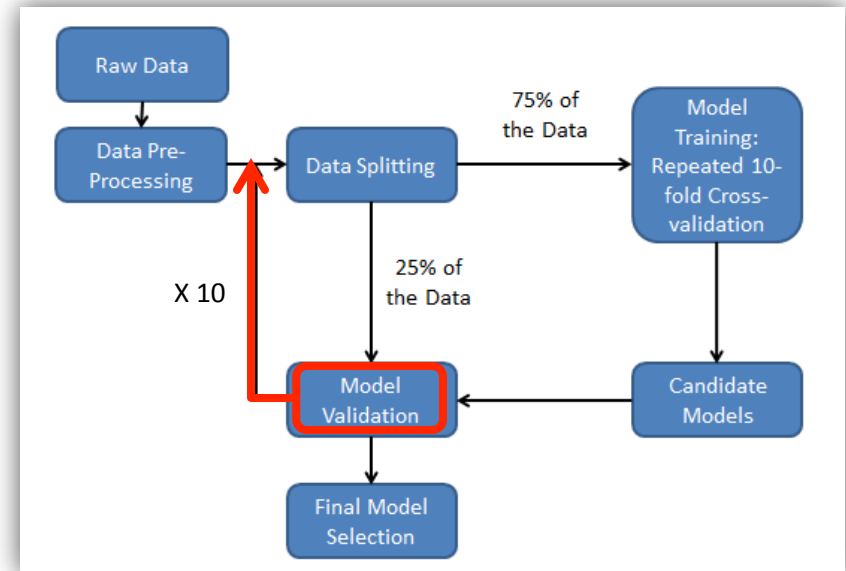 Raw Data
Data Pre-
Processing
Data Splitting
75% of
the Data
Model
Training:
Repeated 10-
fold Cross-
validation
X 10
25% of
the Data
Model
Validation
Candidate
Models
Final Model
Selection